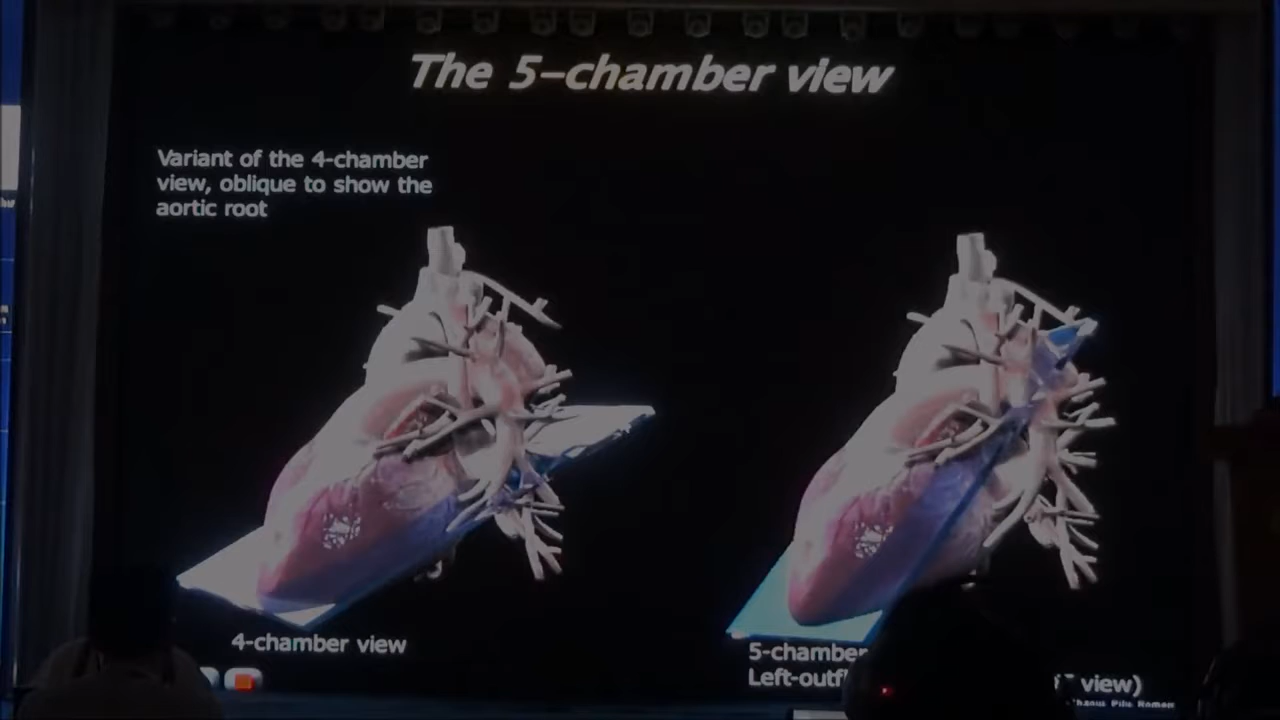 The 5-chamber view
Variant of the 4-chamber
view, oblique to show the
aortic root
4-chamber view
5-chamber
Left-outfl
view)